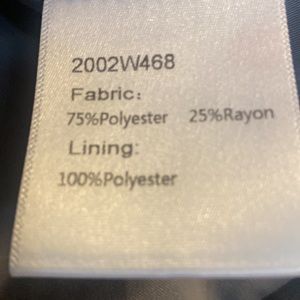 2002W468
Fabric:
75%Polyester 25%Rayon
Lining:
100%Polyester